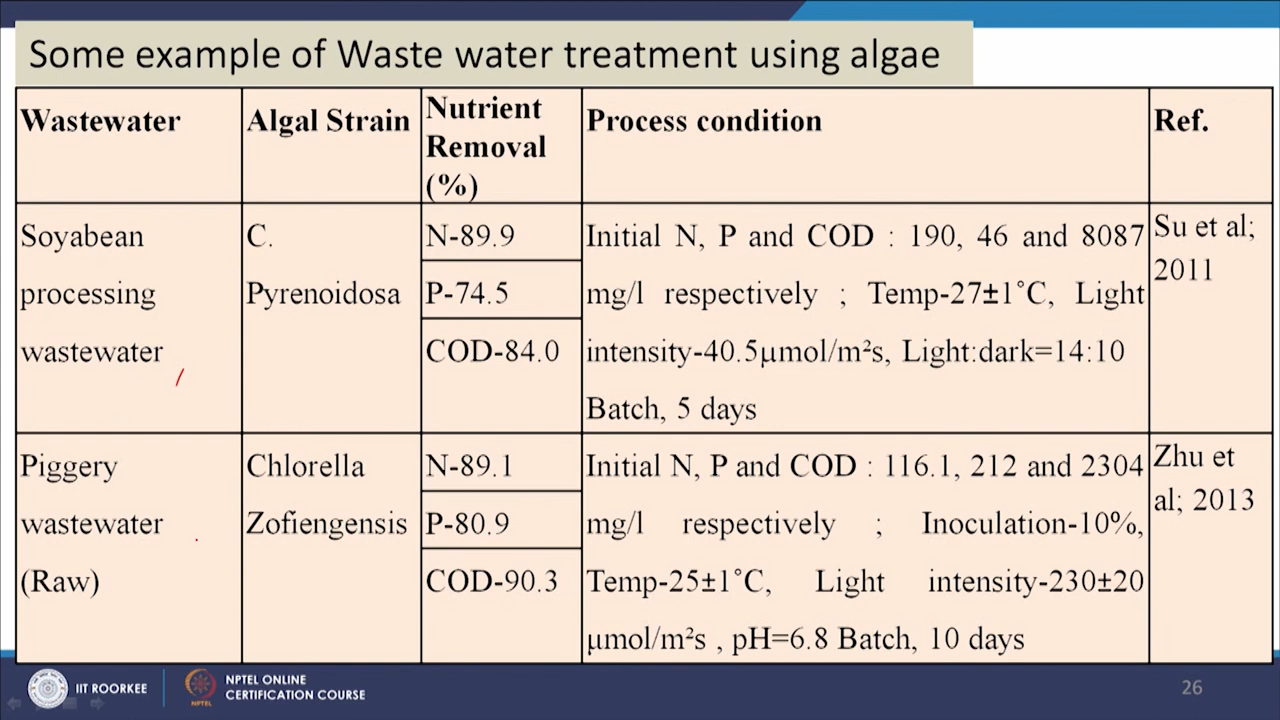 Some example of Waste water treatment using algae
Wastewater
Algal Strain
Nutrient
Removal
(%)
Process condition
Ref.
Soyabean
processing
wastewater
C.
Pyrenoidosa
N-89.9
P-74.5
COD-84.0
Initial N, P and COD : 190, 46 and 8087
mg/l respectively ; Temp-27±1˚C, Light
intensity-40.5µmol/m²s, Light:dark=14:10
Batch, 5 days
Su et al;
2011
Piggery
wastewater
(Raw)
Chlorella
Zofiengensis
N-89.1
P-80.9
COD-90.3
Initial N, P and COD : 116.1, 212 and 2304
mg/l respectively ; Inoculation-10%,
Temp-25±1˚C, Light intensity-230±20
µmol/m²s , pH=6.8 Batch, 10 days
Zhu et
al; 2013
IIT ROORKEE
NPTEL
NPTEL ONLINE
CERTIFICATION COURSE
26